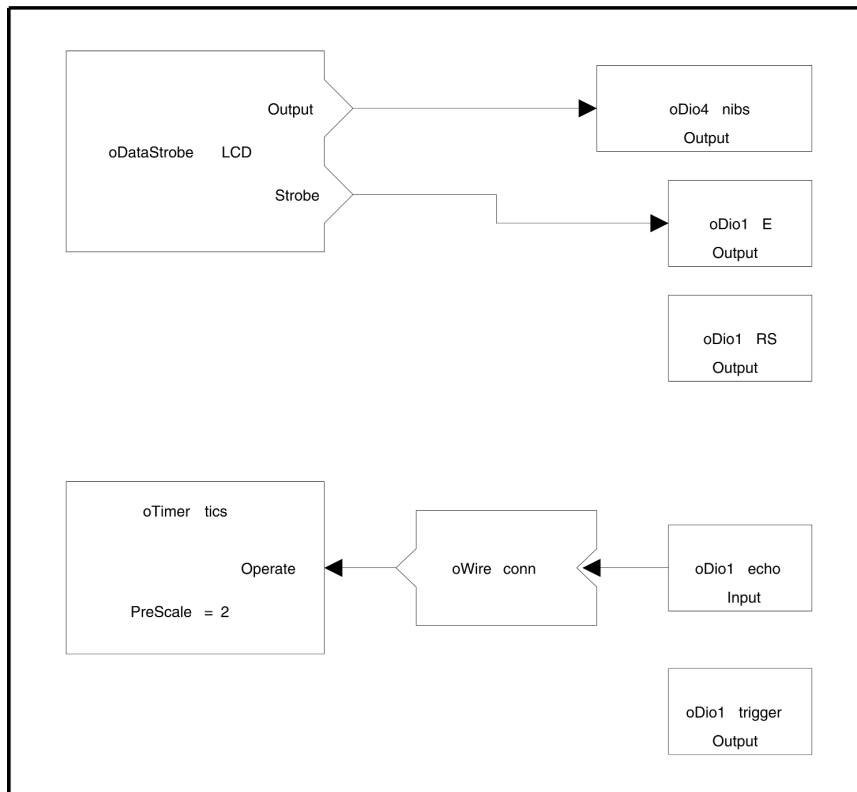 Output
oDataStrobe LCD
Strobe
oDio4 nibs
Output
oDio1 E
Output
oDio1 RS
Output
oTimer tics
Operate
PreScale = 2
oWire conn
oDio1 echo
Input
oDio1 trigger
Output